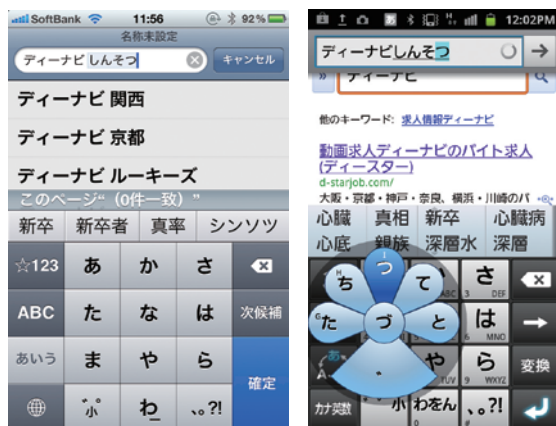 SoftBank 11:56 92%
名称未設定
ディーナビ しんそつ キャンセル
ディーナビ 関西
ディーナビ 京都
ディーナビ ルーキーズ
このページ“(0件一致)”
新卒 新卒者 真率 シンソツ
☆123 あ か さ
ABC た な は 次候補
あいう ま や ら
小 わ 、。?! 確定
12:02PM
ディーナビしんそつ
ディーナビ
他のキーワード: 求人情報ディーナビ
動画求人ディーナビのバイト求人
(ディースター)
d-starjob.com/
大阪・京都・神戸・奈良、横浜・川崎のバ
心臓 真相 新卒 心臓病
心底 親族 深層水 深層
つ さ DEF
ち て
た づ と は MNO
や TUV ら WXYZ 変換
カナ英数 小 わをん 、。?!